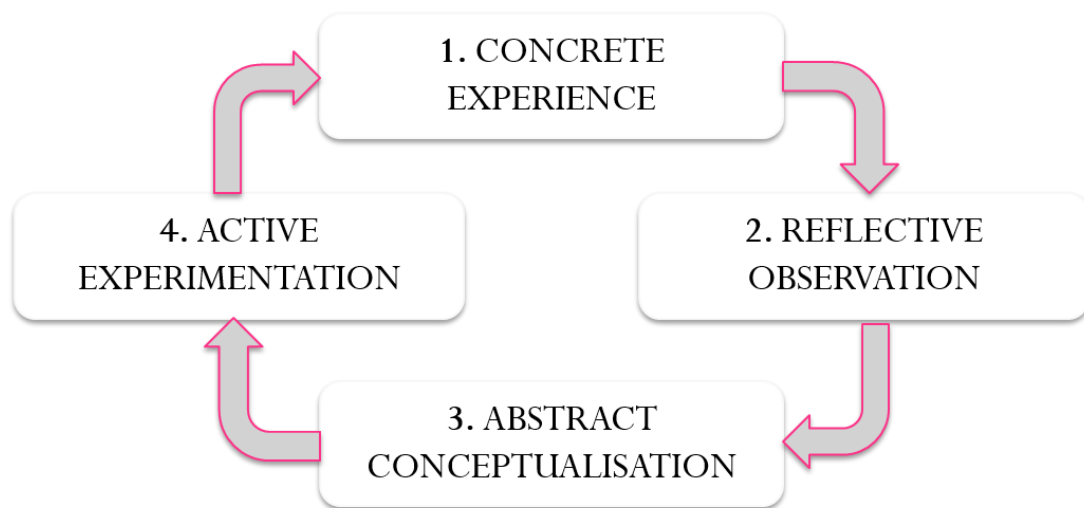 1. CONCRETE
EXPERIENCE
2. REFLECTIVE
OBSERVATION
3. ABSTRACT
CONCEPTUALISATION
4. ACTIVE
EXPERIMENTATION